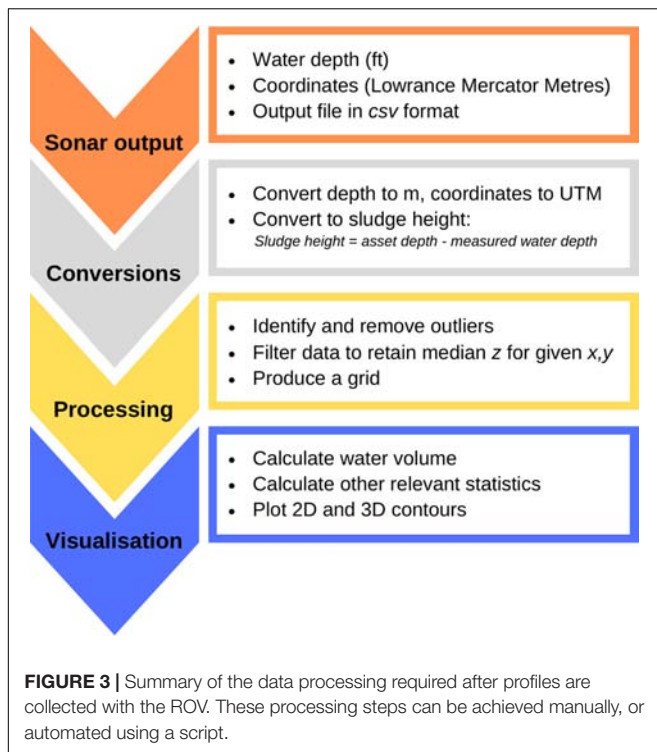 Sonar output
• Water depth (ft)
• Coordinates (Lowrance Mercator Metres)
• Output file in csv format
Conversions
• Convert depth to m, coordinates to UTM
• Convert to sludge height:
Sludge height = asset depth - measured water depth
Processing
• Identify and remove outliers
• Filter data to retain median z for given x,y
• Produce a grid
Visualisation
• Calculate water volume
• Calculate other relevant statistics
• Plot 2D and 3D contours
FIGURE 3 | Summary of the data processing required after profiles are
collected with the ROV. These processing steps can be achieved manually, or
automated using a script.